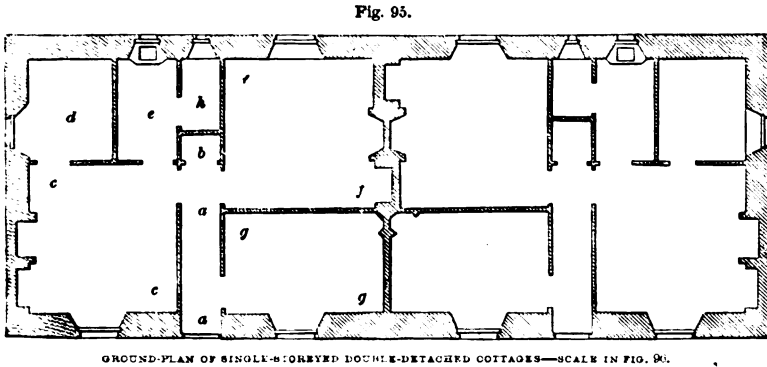 Fig. 95.
d
e
h
b
c
f
a
g
c
g
a
GROUND-PLAN OF SINGLE-STOREYED DOUBLE-DETACHED COTTAGES—SCALE IN FIG. 96.